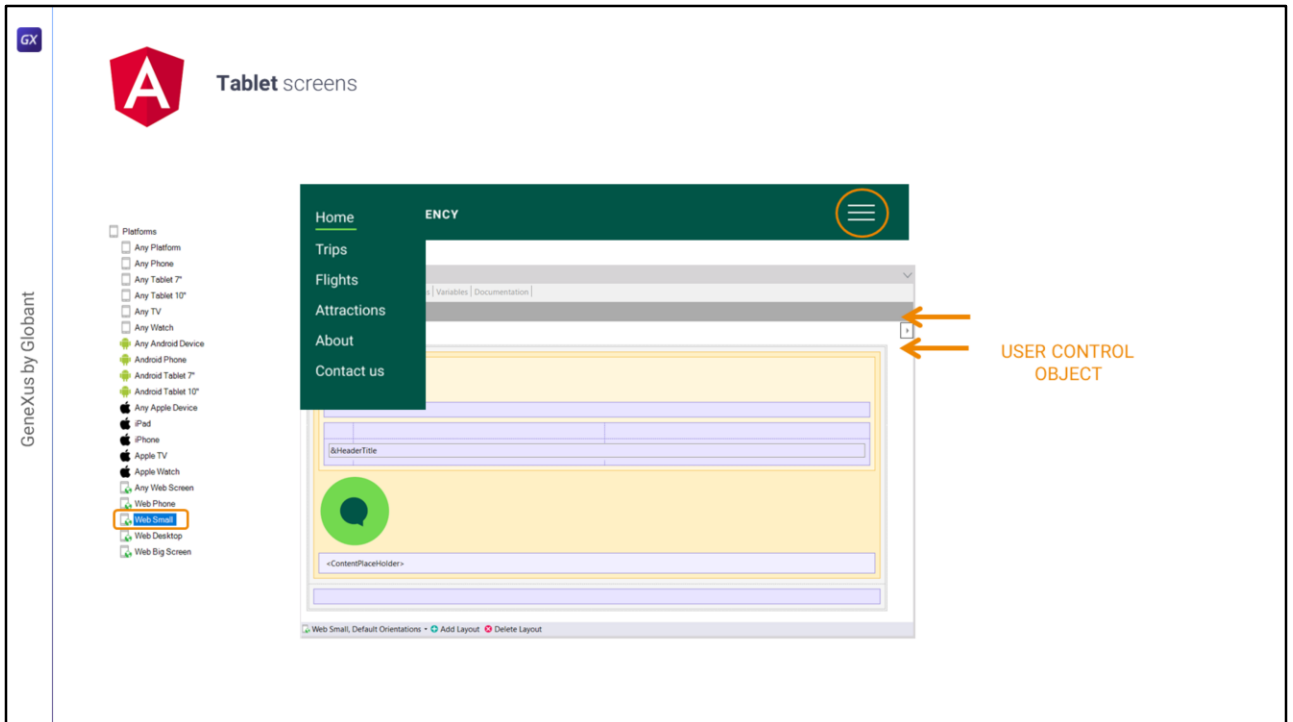 GX
Tablet screens
GeneXus by Globant
Platforms
Any Platform
Any Phone
Any Tablet 7"
Any Tablet 10"
Any TV
Any Watch
Any Android Device
Android Phone
Android Tablet 7"
Android Tablet 10"
Any Apple Device
iPad
iPhone
Apple TV
Apple Watch
Any Web Screen
Web Phone
Web Small
Web Desktop
Web Big Screen
Home
ENCY
Trips
Flights
Attractions
About
Contact us
Variables | Documentation |
&HeaderTitle
<ContentPlaceHolder>
Web Small, Default Orientations Add Layout Delete Layout
USER CONTROL
OBJECT